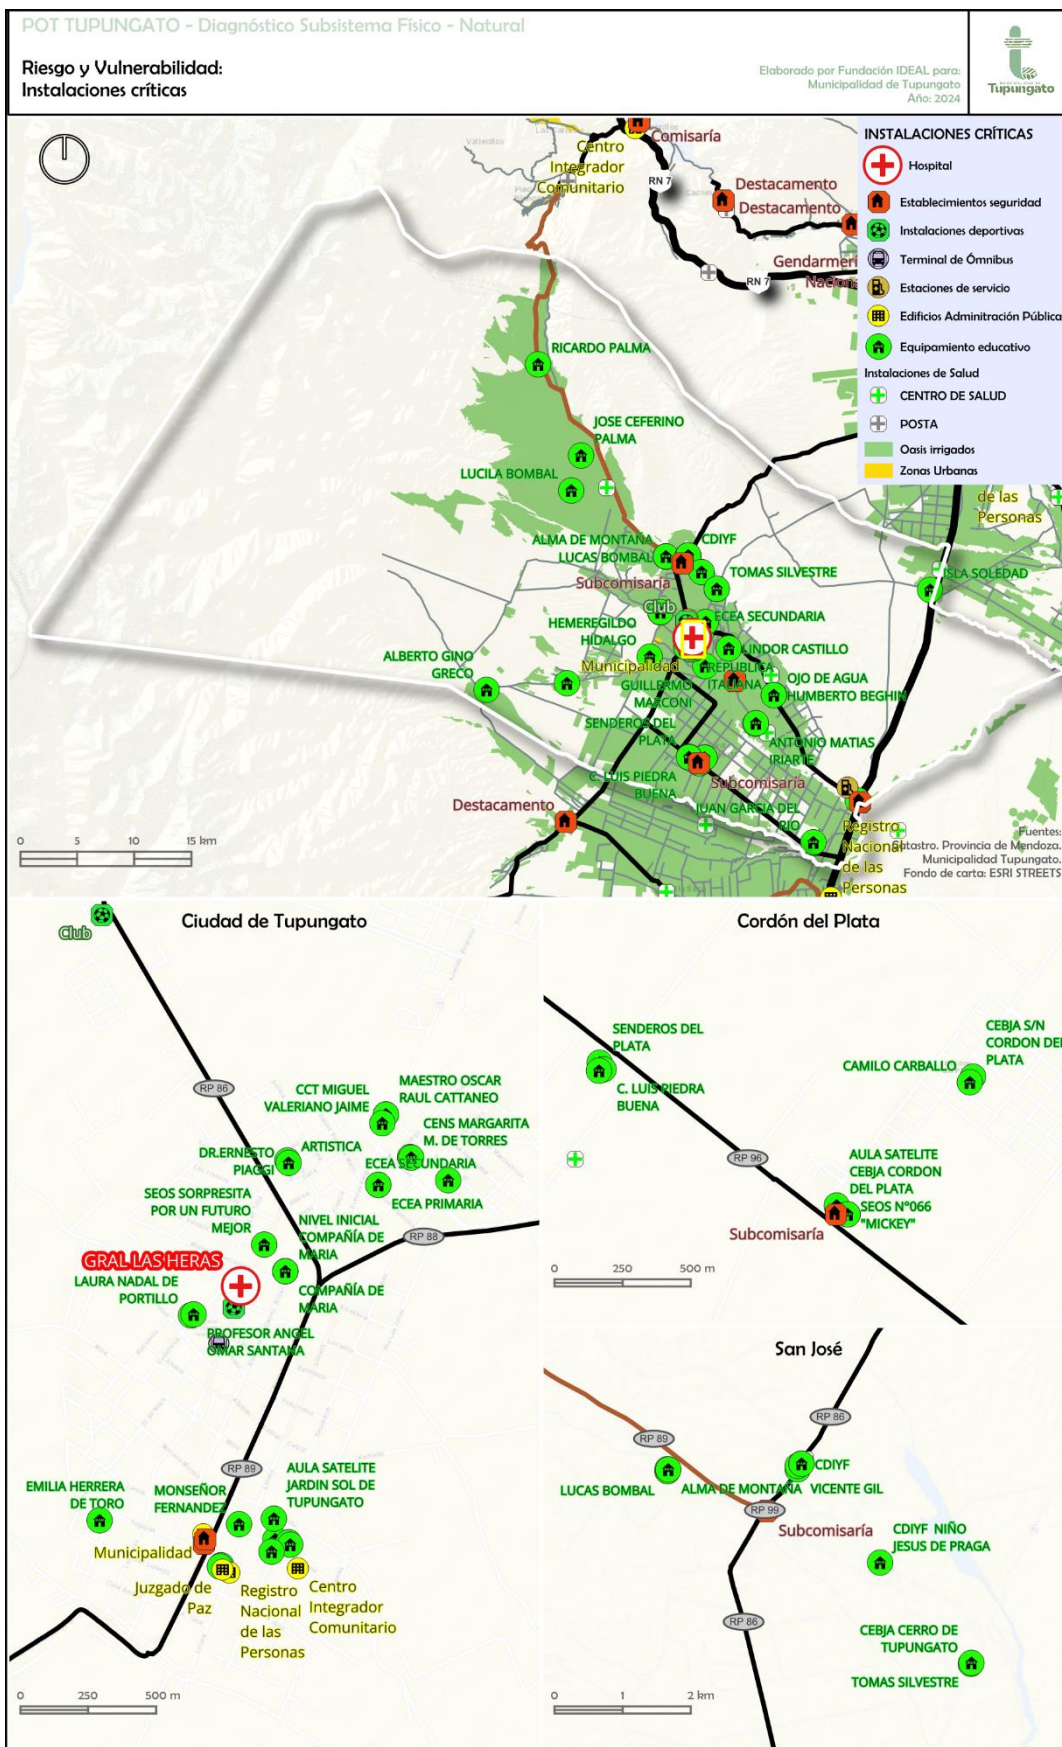 POT TUPUNGATO - Diagnóstico Subsistema Físico - Natural
Riesgo y Vulnerabilidad:
Instalaciones críticas
Elaborado por Fundación IDEAL para:
Municipalidad de Tupungato
Año: 2024
Tupungato
INSTALACIONES CRÍTICAS
Hospital
Establecimientos seguridad
Instalaciones deportivas
Terminal de Ómnibus
Estaciones de servicio
Edificios Adminitración Pública
Equipamiento educativo
Instalaciones de Salud
CENTRO DE SALUD
POSTA
Oasis irrigados
Zonas Urbanas
Centro
Integrador
Comunitario
Comisaría
RN 7
Destacamento
Destacamento
Gendarmerí
Nacion
RN 7
RICARDO PALMA
JOSE CEFERINO
PALMA
LUCILA BOMBAL
de las
Personas
ALMA DE MONTAÑA
LUCAS BOMBAL
CDIYF
Subcomisaría
TOMAS SILVESTRE
ISLA SOLEDAD
Club
ECEA SECUNDARIA
HEMEREGILDO
HIDALGO
LINDOR CASTILLO
ALBERTO GINO
GRECO
Municipalidad
REPUBLICA
ITALIANA
OJO DE AGUA
GUILLERMO
MARCONI
HUMBERTO BEGHIN
SENDEROS DEL
PLATA
ANTONIO MATIAS
IRIARTE
C. LUIS PIEDRA
BUENA
Subcomisaría
Destacamento
JUAN GARCIA DEL
RIO
Registro
Nacional
de las
Personas
0 5 10 15 km
Fuentes:
Catastro. Provincia de Mendoza.
Municipalidad Tupungato.
Fondo de carta: ESRI STREETS
Ciudad de Tupungato
Club
RP 86
CCT MIGUEL
VALERIANO JAIME
MAESTRO OSCAR
RAUL CATTANEO
CENS MARGARITA
M. DE TORRES
DR.ERNESTO
PIAGGI
ARTISTICA
ECEA SECUNDARIA
ECEA PRIMARIA
SEOS SORPRESITA
POR UN FUTURO
MEJOR
NIVEL INICIAL
COMPAÑÍA DE
MARIA
RP 88
GRAL LAS HERAS
LAURA NADAL DE
PORTILLO
COMPAÑÍA DE
MARIA
PROFESOR ANGEL
OMAR SANTANA
RP 89
EMILIA HERRERA
DE TORO
MONSEÑOR
FERNANDEZ
AULA SATELITE
JARDIN SOL DE
TUPUNGATO
Municipalidad
Juzgado de
Paz
Registro
Nacional
de las
Personas
Centro
Integrador
Comunitario
0 250 500 m
Cordón del Plata
SENDEROS DEL
PLATA
C. LUIS PIEDRA
BUENA
CEBJA S/N
CORDON DEL
PLATA
CAMILO CARBALLO
RP 96
AULA SATELITE
CEBJA CORDON
DEL PLATA
SEOS N°066
"MICKEY"
Subcomisaría
0 250 500 m
San José
RP 86
RP 89
CDIYF
LUCAS BOMBAL
ALMA DE MONTAÑA
VICENTE GIL
RP 99
Subcomisaría
CDIYF NIÑO
JESUS DE PRAGA
RP 86
CEBJA CERRO DE
TUPUNGATO
TOMAS SILVESTRE
0 1 2 km